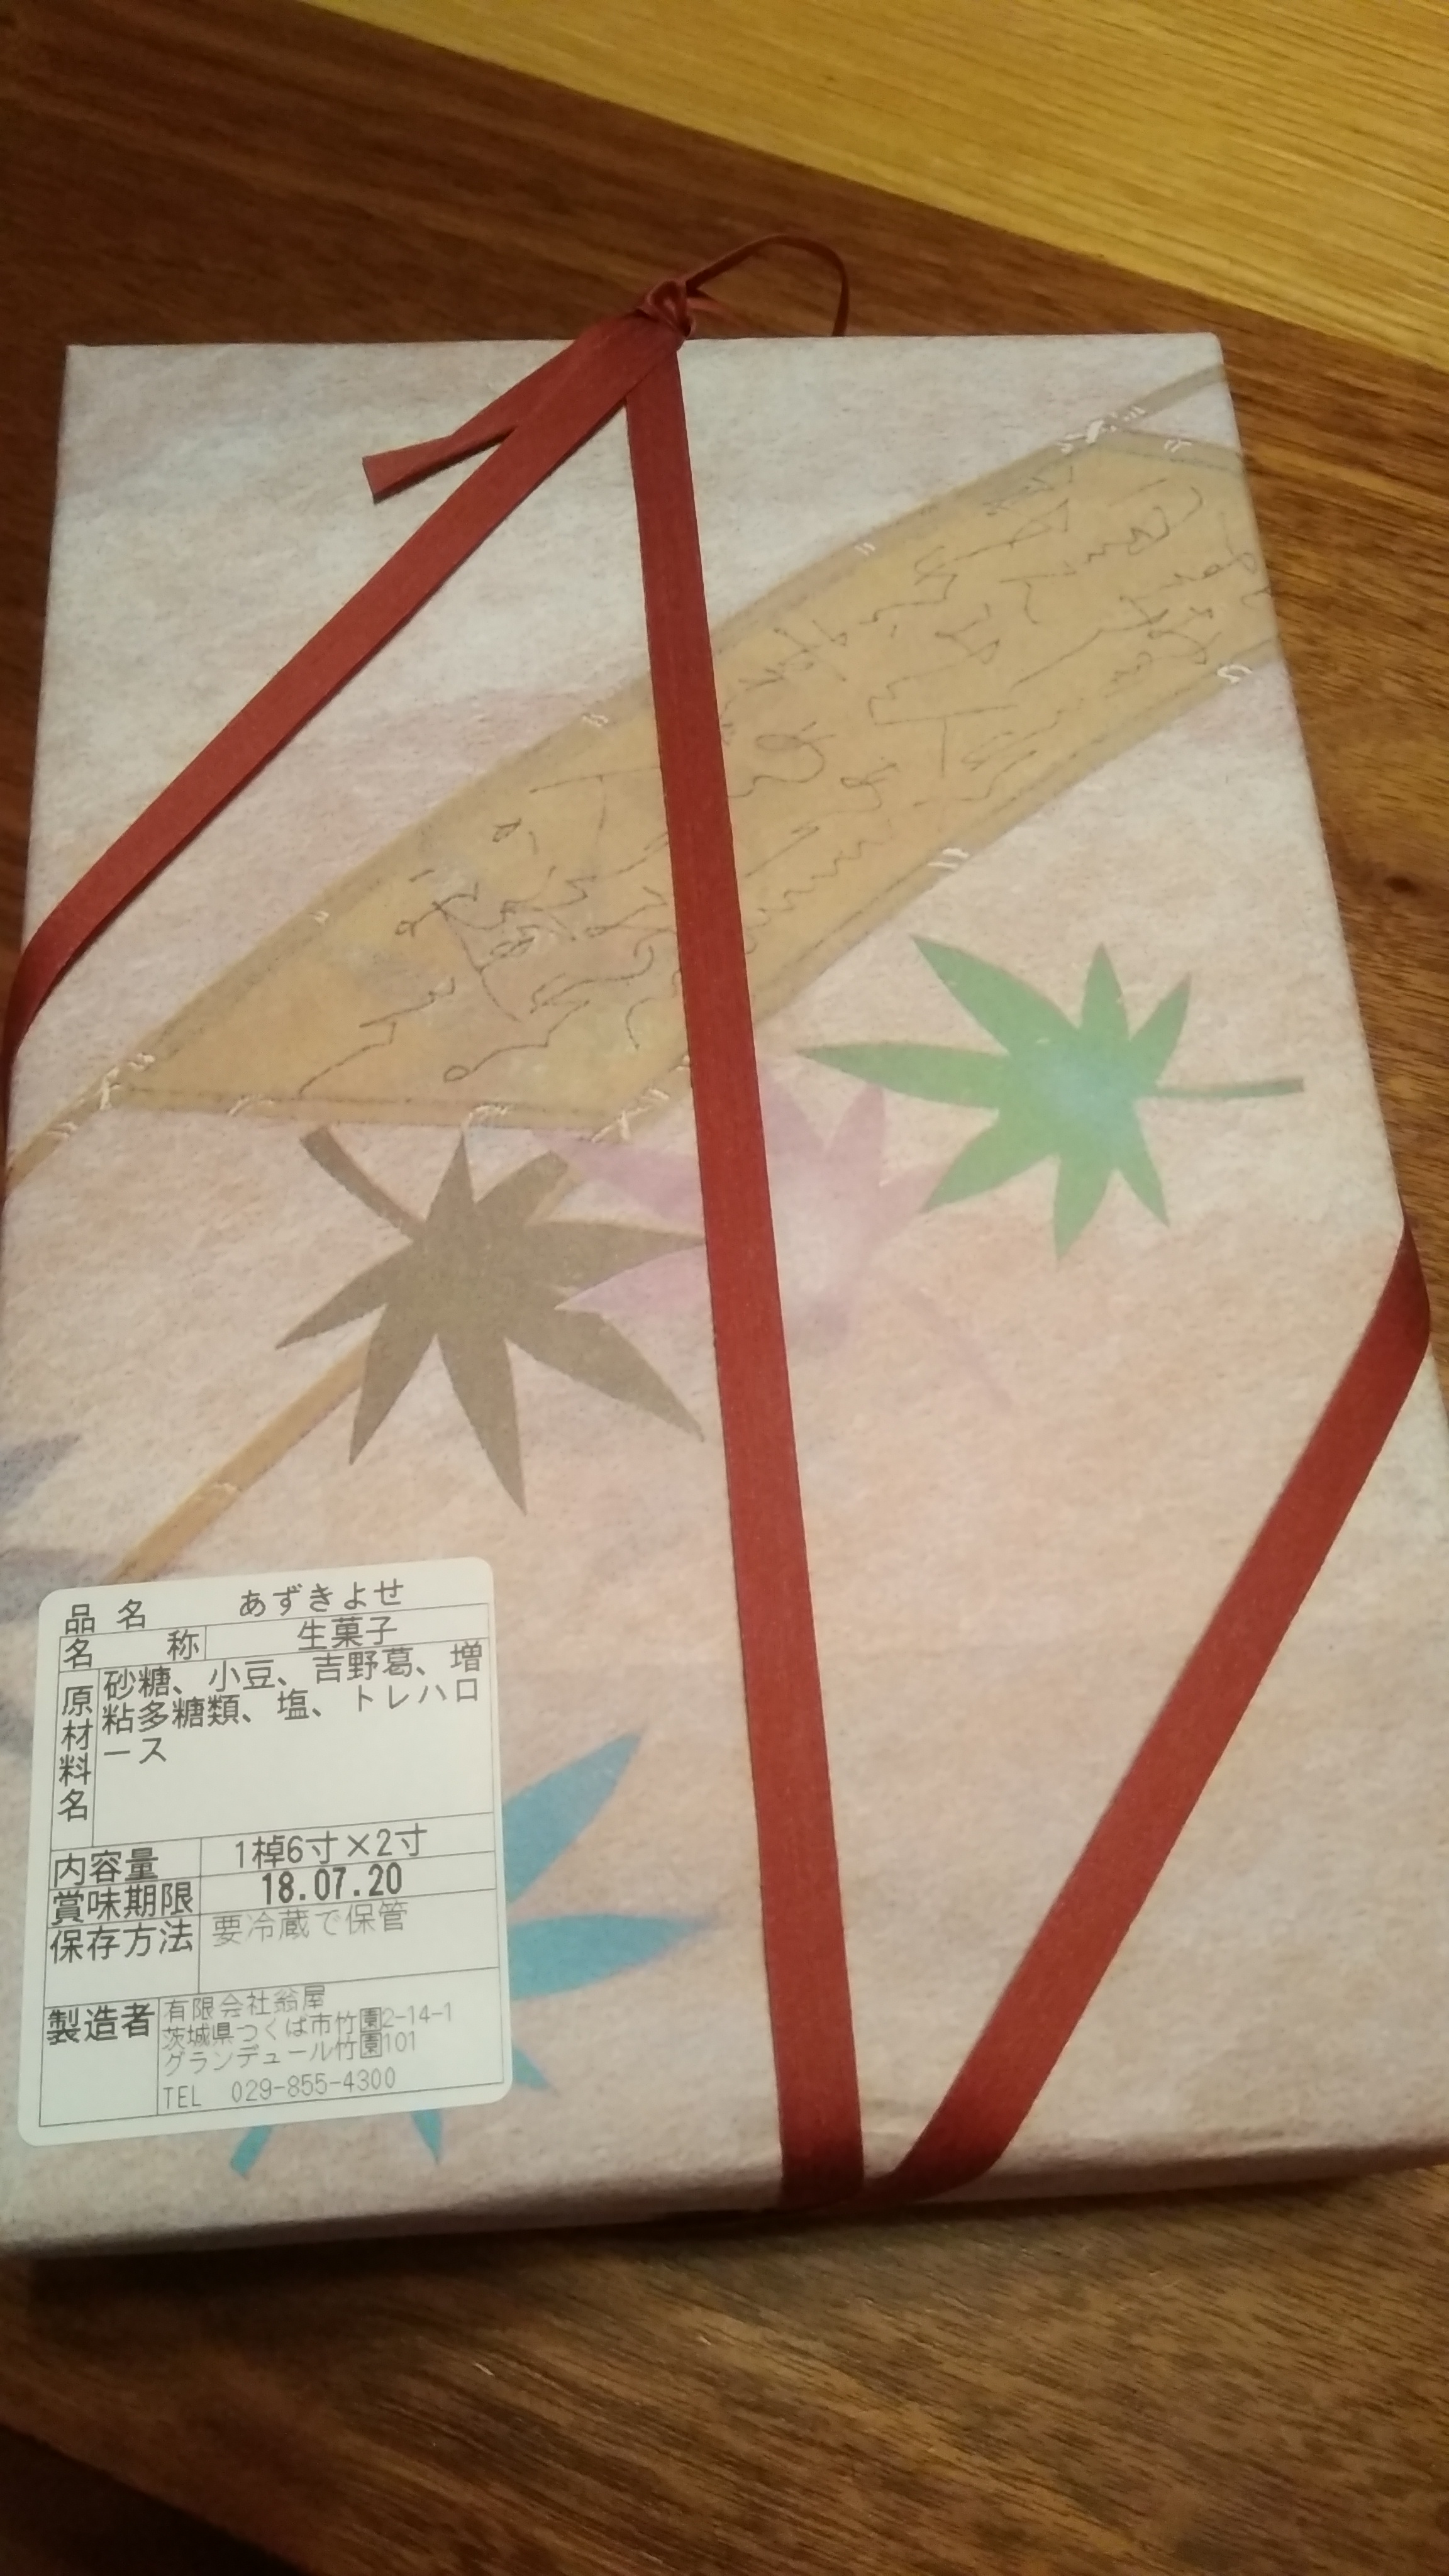 品名 あずきよせ
名称 生菓子
原材料名 砂糖、小豆、吉野葛、増
粘多糖類、塩、トレハロ
ース
内容量 1棹6寸×2寸
賞味期限 18.07.20
保存方法 要冷蔵で保管
製造者 有限会社翁屋
茨城県つくば市竹園2-14-1
グランデュール竹園101
TEL 029-855-4300